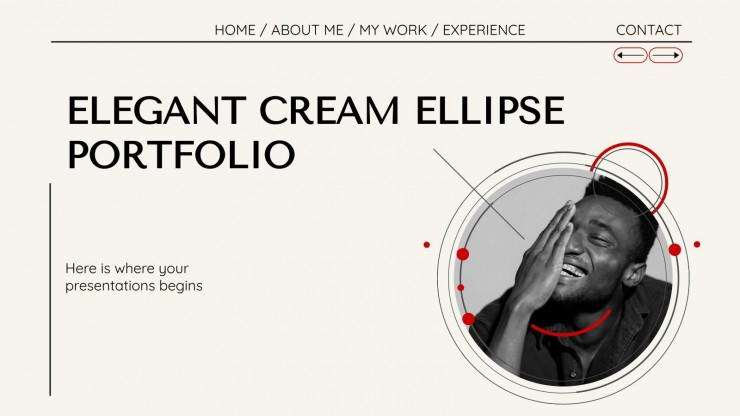 HOME / ABOUT ME / MY WORK / EXPERIENCE
CONTACT
ELEGANT CREAM ELLIPSE
PORTFOLIO
Here is where your
presentations begins